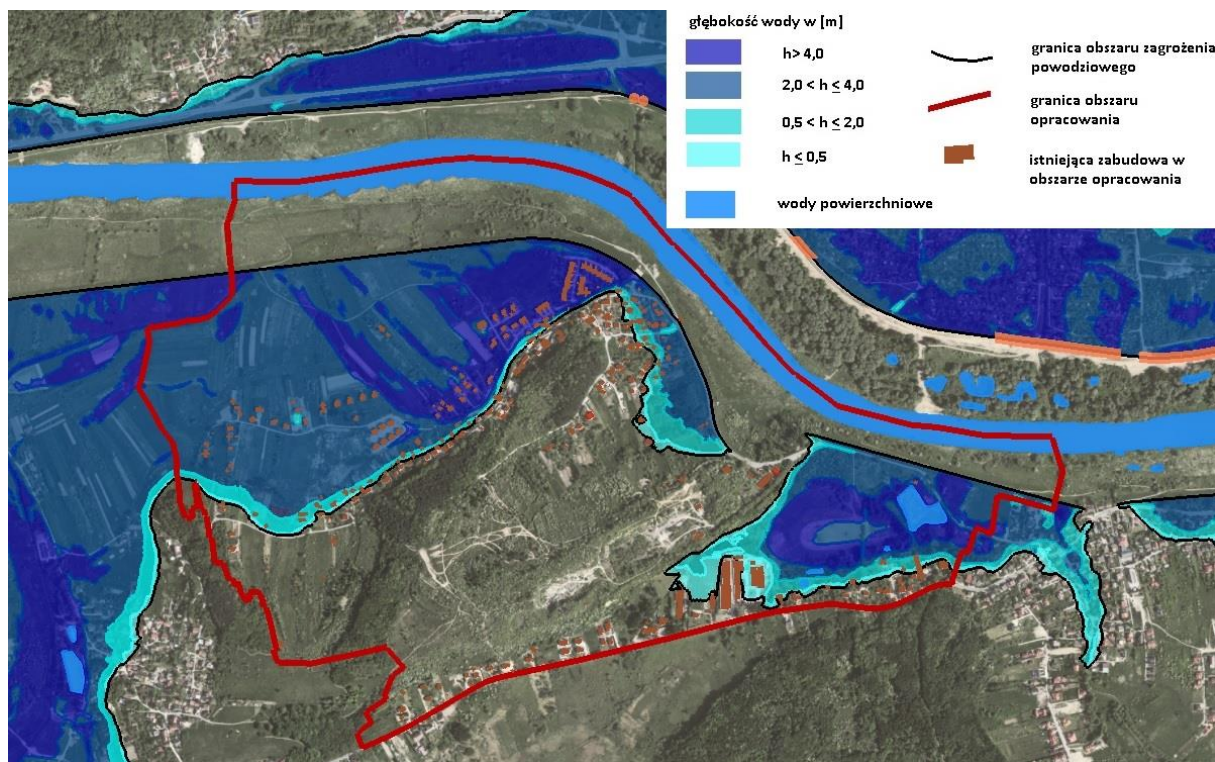 głębokość wody w [m]
h> 4,0
2,0 < h ≤ 4,0
0,5 < h ≤ 2,0
h ≤ 0,5
wody powierzchniowe
granica obszaru zagrożenia
powodziowego
granica obszaru
opracowania
istniejąca zabudowa w
obszarze opracowania